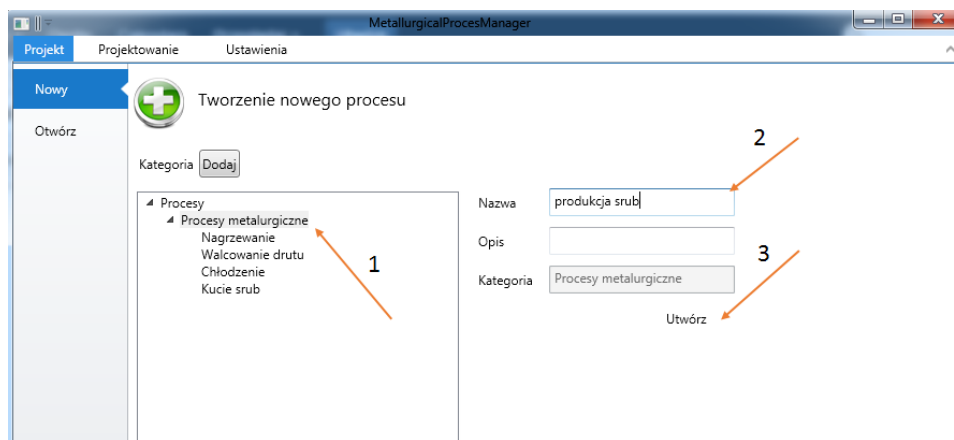 MetallurgicalProcesManager
Projekt Projektowanie Ustawienia
Nowy
Otwórz
Tworzenie nowego procesu
Kategoria Dodaj
Procesy
Procesy metalurgiczne
Nagrzewanie
Walcowanie drutu
Chłodzenie
Kucie srub
1
2
Nazwa produkcja srub
Opis
3
Kategoria Procesy metalurgiczne
Utwórz